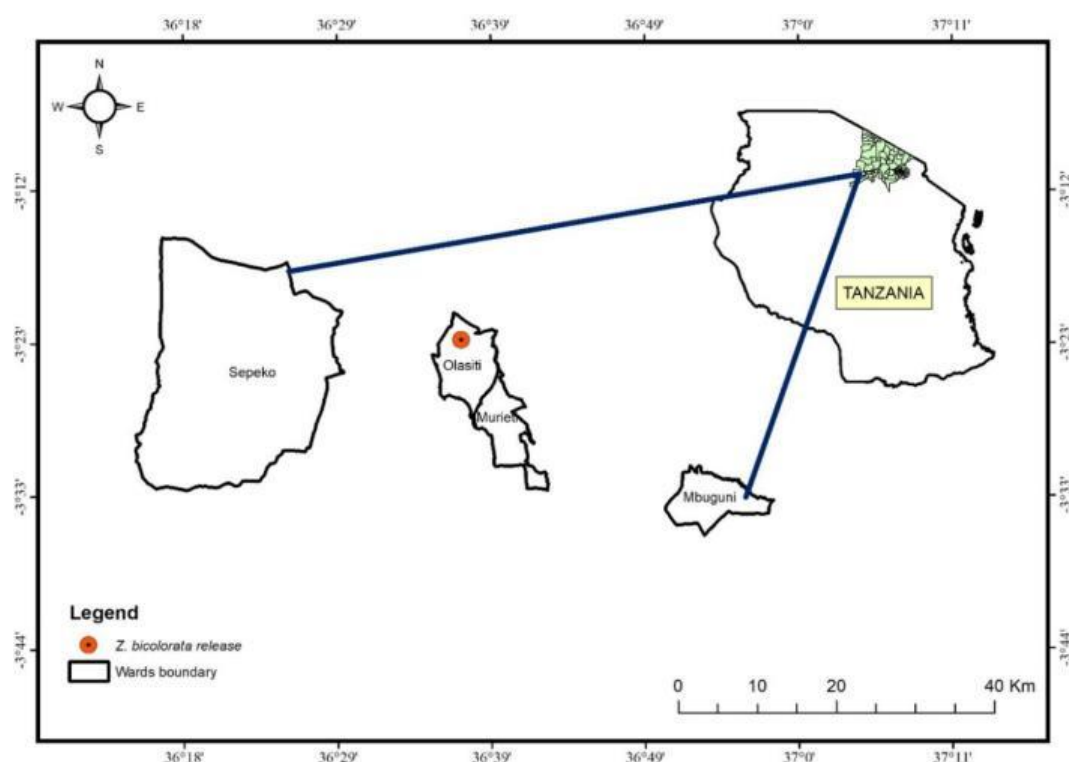 36°18' 36°29' 36°39' 36°49' 37°0' 37°11'
N
W E
S
-3°12' -3°12'
TANZANIA
-3°23' -3°23'
Olasiti
Sepeko
Murieti
Mbuguni
-3°33' -3°33'
Legend
Z. bicolorata release
Wards boundary
-3°44' -3°44'
0 10 20 40 Km
36°18' 36°29' 36°39' 36°49' 37°0' 37°11'